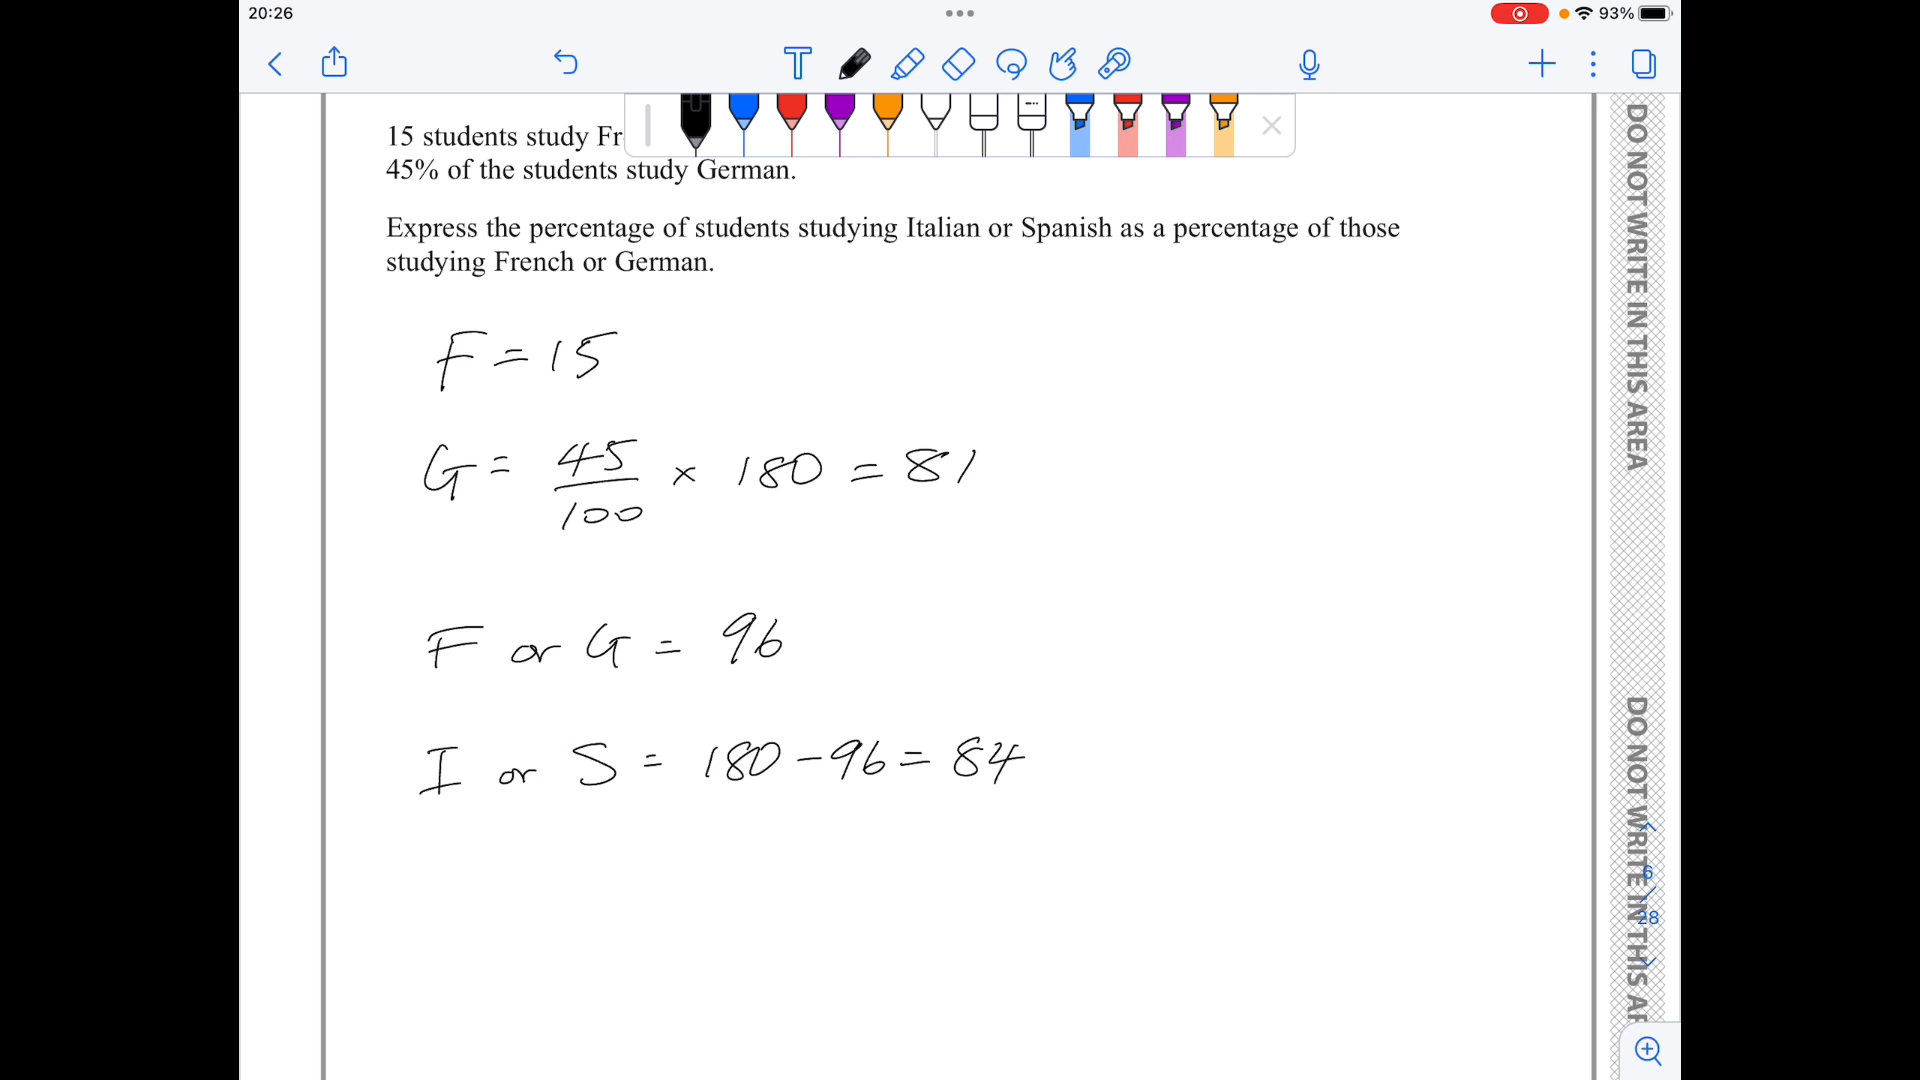 20:26
93%
15 students study Fr
45% of the students study German.
Express the percentage of students studying Italian or Spanish as a percentage of those
studying French or German.
F = 15
G = 45/100 × 180 = 81
F or G = 96
I or S = 180 - 96 = 84
DO NOT WRITE IN THIS AREA
DO NOT WRITE IN THIS AR
6
28